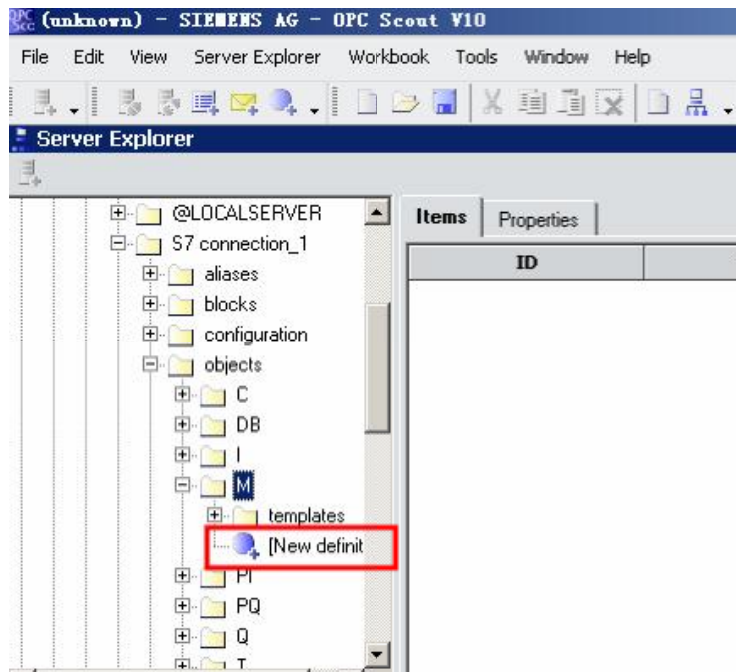 (unknown) - SIEMENS AG - OPC Scout V10
File Edit View Server Explorer Workbook Tools Window Help
Server Explorer
@LOCALSERVER
S7 connection_1
aliases
blocks
configuration
objects
C
DB
I
M
templates
[New definit
PI
PQ
Q
T
Items Properties
ID